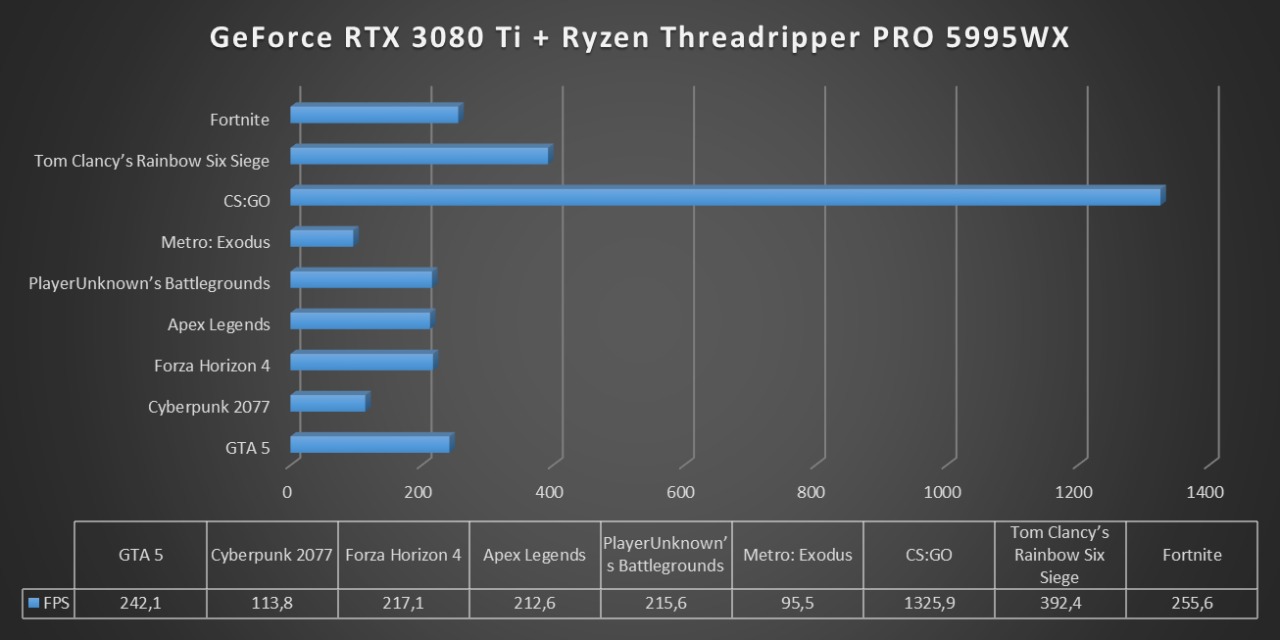 GeForce RTX 3080 Ti + Ryzen Threadripper PRO 5995WX
Fortnite
Tom Clancy’s Rainbow Six Siege
CS:GO
Metro: Exodus
PlayerUnknown’s Battlegrounds
Apex Legends
Forza Horizon 4
Cyberpunk 2077
GTA 5
0 200 400 600 800 1000 1200 1400
GTA 5
Cyberpunk 2077
Forza Horizon 4
Apex Legends
PlayerUnknown’
s Battlegrounds
Metro: Exodus
CS:GO
Tom Clancy’s
Rainbow Six
Siege
Fortnite
FPS 242,1 113,8 217,1 212,6 215,6 95,5 1325,9 392,4 255,6